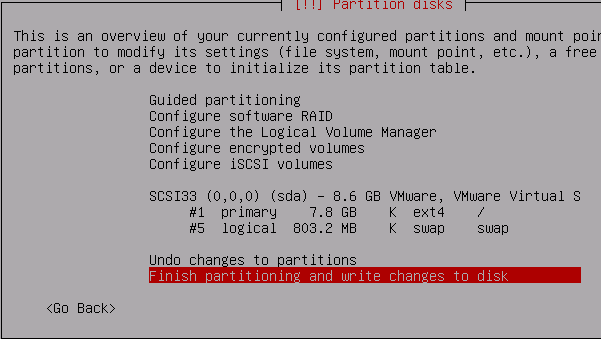 [!!] Partition disks
This is an overview of your currently configured partitions and mount poi
partition to modify its settings (file system, mount point, etc.), a free
partitions, or a device to initialize its partition table.
Guided partitioning
Configure software RAID
Configure the Logical Volume Manager
Configure encrypted volumes
Configure iSCSI volumes
SCSI33 (0,0,0) (sda) - 8.6 GB VMware, VMware Virtual S
#1 primary 7.8 GB K ext4 /
#5 logical 803.2 MB K swap swap
Undo changes to partitions
Finish partitioning and write changes to disk
<Go Back>